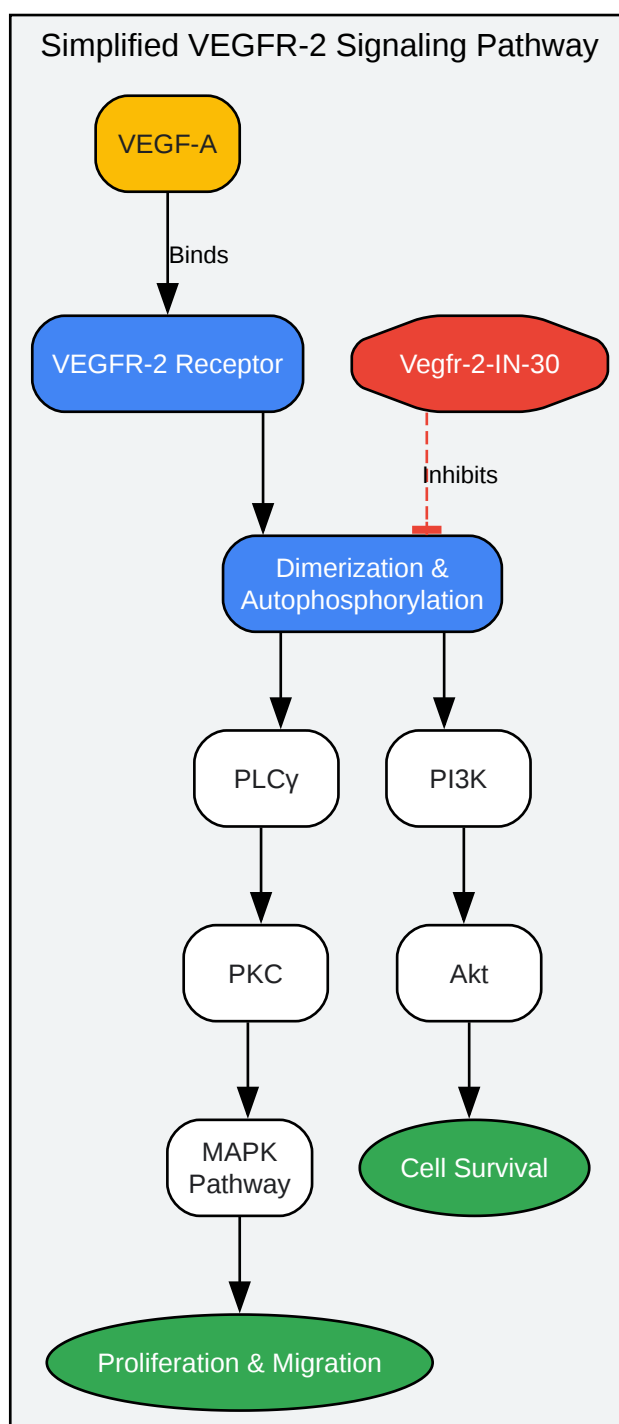 Simplified VEGFR-2 Signaling Pathway
VEGF-A
Binds
VEGFR-2 Receptor
Vegfr-2-IN-30
Inhibits
Dimerization &
Autophosphorylation
PLCγ
PI3K
PKC
Akt
MAPK
Pathway
Cell Survival
Proliferation & Migration